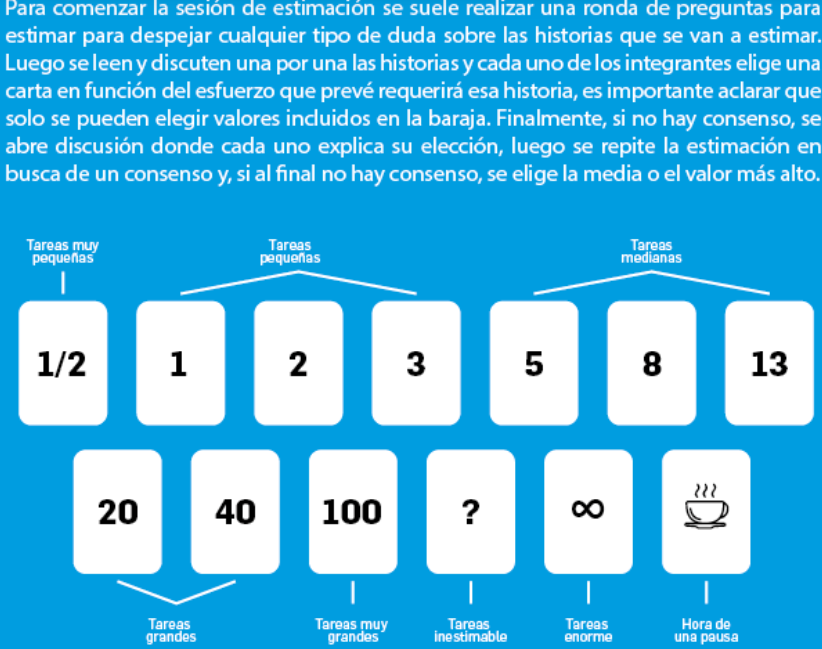 Para comenzar la sesión de estimación se suele realizar una ronda de preguntas para
estimar para despejar cualquier tipo de duda sobre las historias que se van a estimar.
Luego se leen y discuten una por una las historias y cada uno de los integrantes elige una
carta en función del esfuerzo que prevé requerirá esa historia, es importante aclarar que
solo se pueden elegir valores incluidos en la baraja. Finalmente, si no hay consenso, se
abre discusión donde cada uno explica su elección, luego se repite la estimación en
busca de un consenso y, si al final no hay consenso, se elige la media o el valor más alto.
Tareas muy
pequeñas
Tareas
pequeñas
Tareas
medianas
1/2 1 2 3 5 8 13
20 40 100 ? ∞
Tareas
grandes
Tareas muy
grandes
Tareas
inestimable
Tareas
enorme
Hora de
una pausa